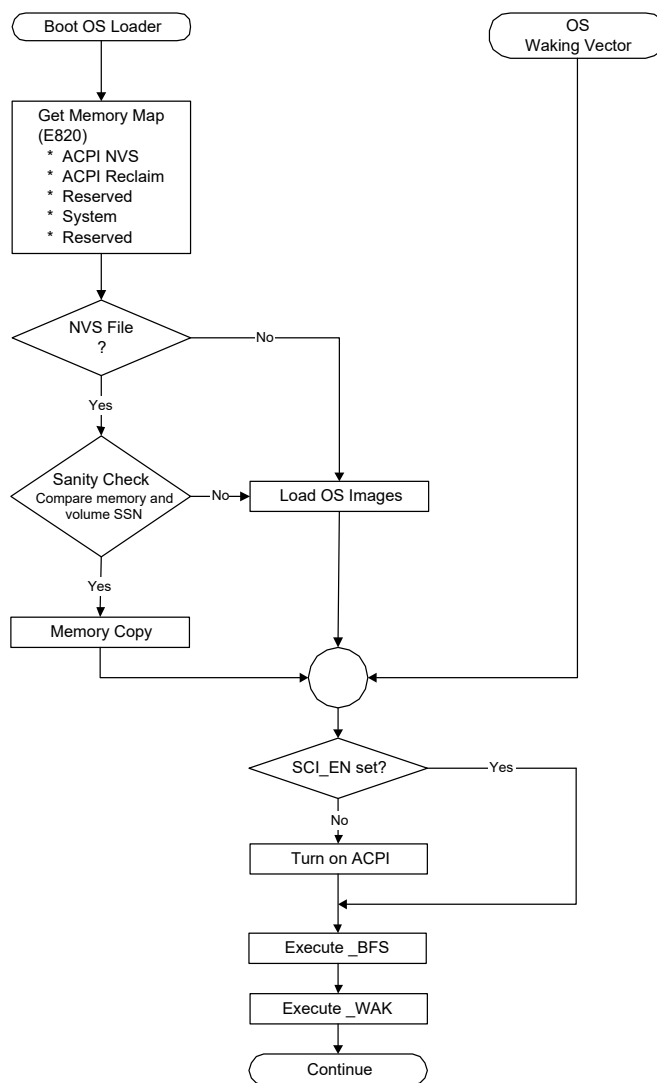 Boot OS Loader
OS
Waking Vector
Get Memory Map
(E820)
* ACPI NVS
* ACPI Reclaim
* Reserved
* System
* Reserved
NVS File
?
No
Yes
Sanity Check
Compare memory and
volume SSN
No
Load OS Images
Yes
Memory Copy
SCI_EN set?
Yes
No
Turn on ACPI
Execute _BFS
Execute _WAK
Continue